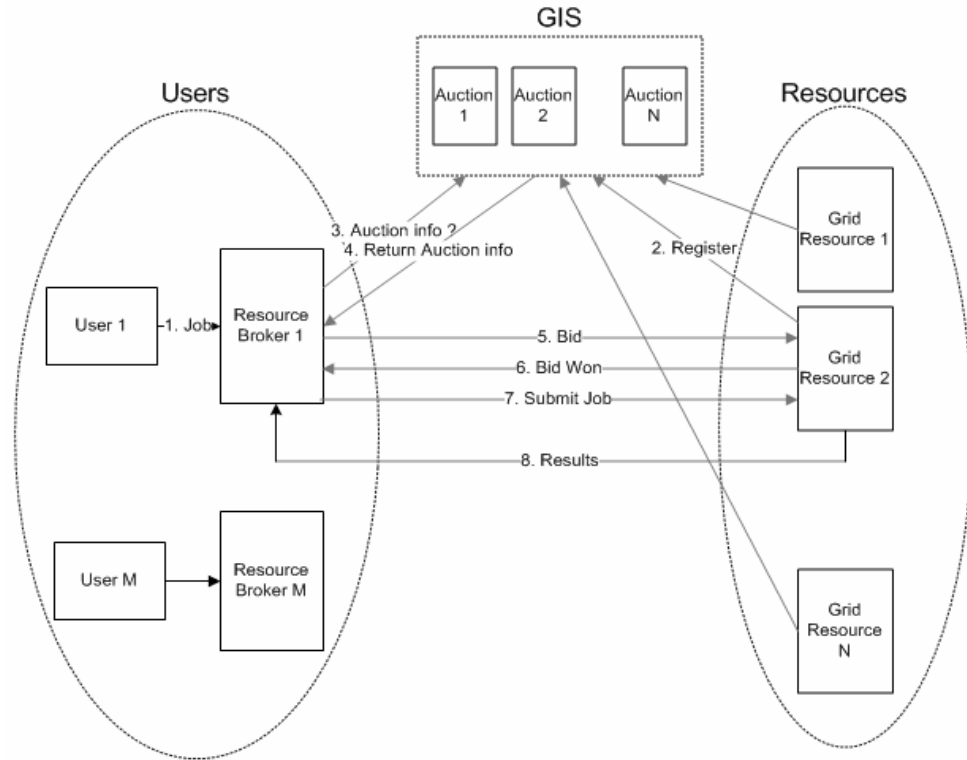 GIS
Users
Resources
Auction
1
Auction
2
Auction
N
Grid
Resource 1
3. Auction info ?
4. Return Auction info
2. Register
User 1
1. Job
Resource
Broker 1
5. Bid
6. Bid Won
7. Submit Job
Grid
Resource 2
8. Results
User M
Resource
Broker M
Grid
Resource
N